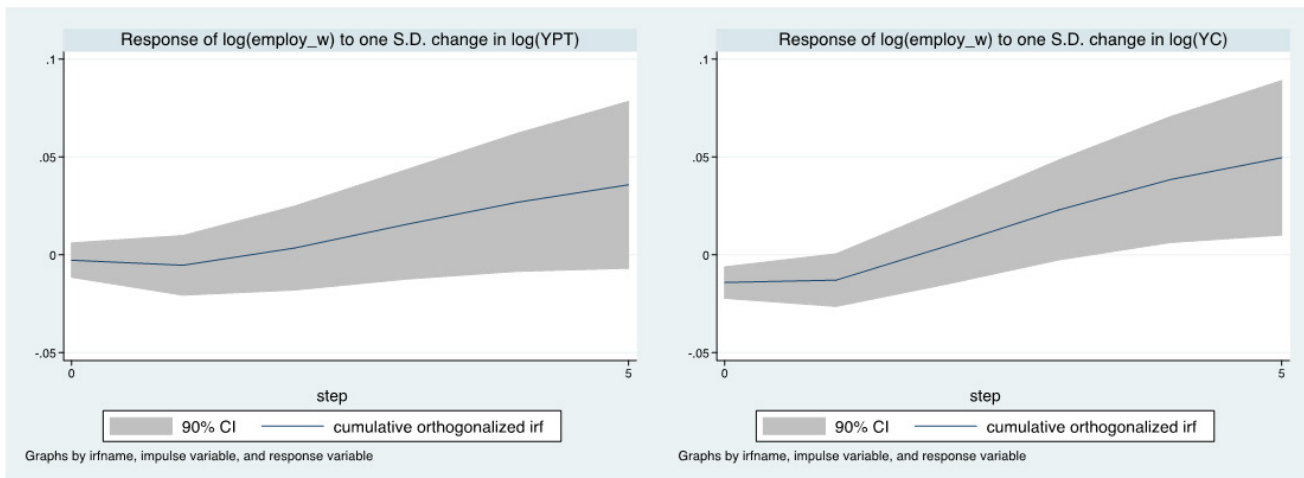 Response of log(employ_w) to one S.D. change in log(YPT)
.1
.05
0
-.05
0
5
step
90% CI
cumulative orthogonalized irf
Graphs by irfname, impulse variable, and response variable
Response of log(employ_w) to one S.D. change in log(YC)
.1
.05
0
-.05
0
5
step
90% CI
cumulative orthogonalized irf
Graphs by irfname, impulse variable, and response variable